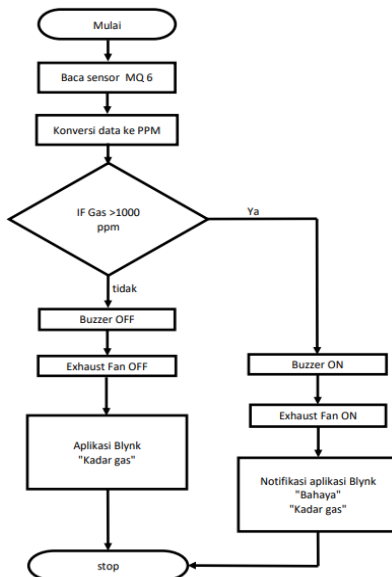 Mulai
Baca sensor MQ 6
Konversi data ke PPM
IF Gas >1000
ppm
Ya
tidak
Buzzer OFF
Exhaust Fan OFF
Aplikasi Blynk
"Kadar gas"
Buzzer ON
Exhaust Fan ON
Notifikasi aplikasi Blynk
"Bahaya"
"Kadar gas"
stop